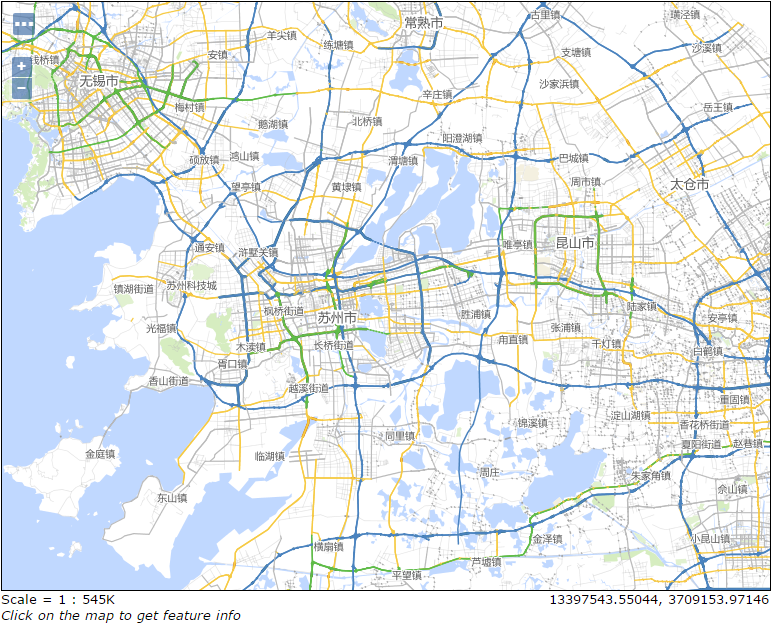 古里镇
璜泾镇
常熟市
羊尖镇
练塘镇
沙溪镇
支塘镇
安镇
钱桥镇
+
无锡市
沙家浜镇
−
辛庄镇
梅村镇
岳王镇
北桥镇
鹅湖镇
阳澄湖镇
硕放镇
鸿山镇
渭塘镇
巴城镇
望亭镇
黄埭镇
周市镇
太仓市
通安镇
浒墅关镇
唯亭镇
昆山市
镇湖街道
苏州科技城
陆家镇
枫桥街道
苏州市
胜浦镇
安亭镇
光福镇
张浦镇
木渎镇
长桥街道
甪直镇
千灯镇
白鹤镇
胥口镇
香山街道
越溪街道
重固镇
淀山湖镇
锦溪镇
香花桥街道
同里镇
夏阳街道
赵巷镇
金庭镇
临湖镇
周庄
朱家角镇
东山镇
佘山镇
横扇镇
金泽镇
小昆山镇
芦墟镇
平望镇
Scale = 1 : 545K
13397543.55044, 3709153.97146
Click on the map to get feature info